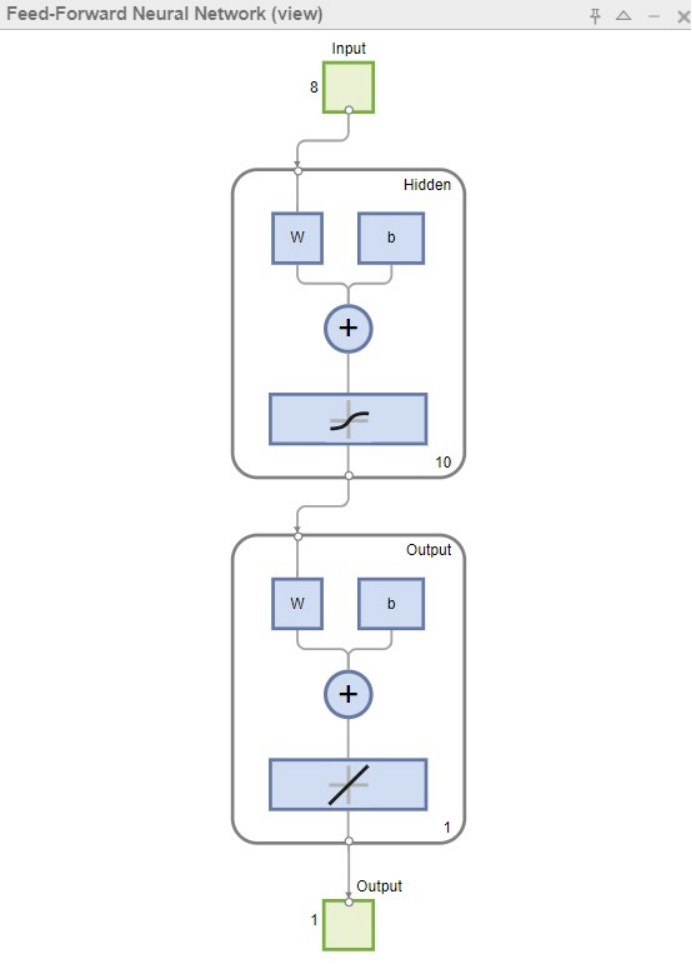 Feed-Forward Neural Network (view)
Input
8
Hidden
W b
+
10
Output
W b
+
1
Output
1